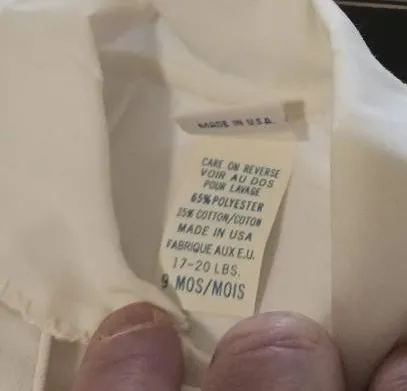 MADE IN U.S.A.
CARE ON REVERSE
VOIR AU DOS
POUR LAVAGE
65% POLYESTER
35% COTTON/COTON
MADE IN USA
FABRIQUE AUX E.U.
17-20 LBS.
9 MOS/MOIS